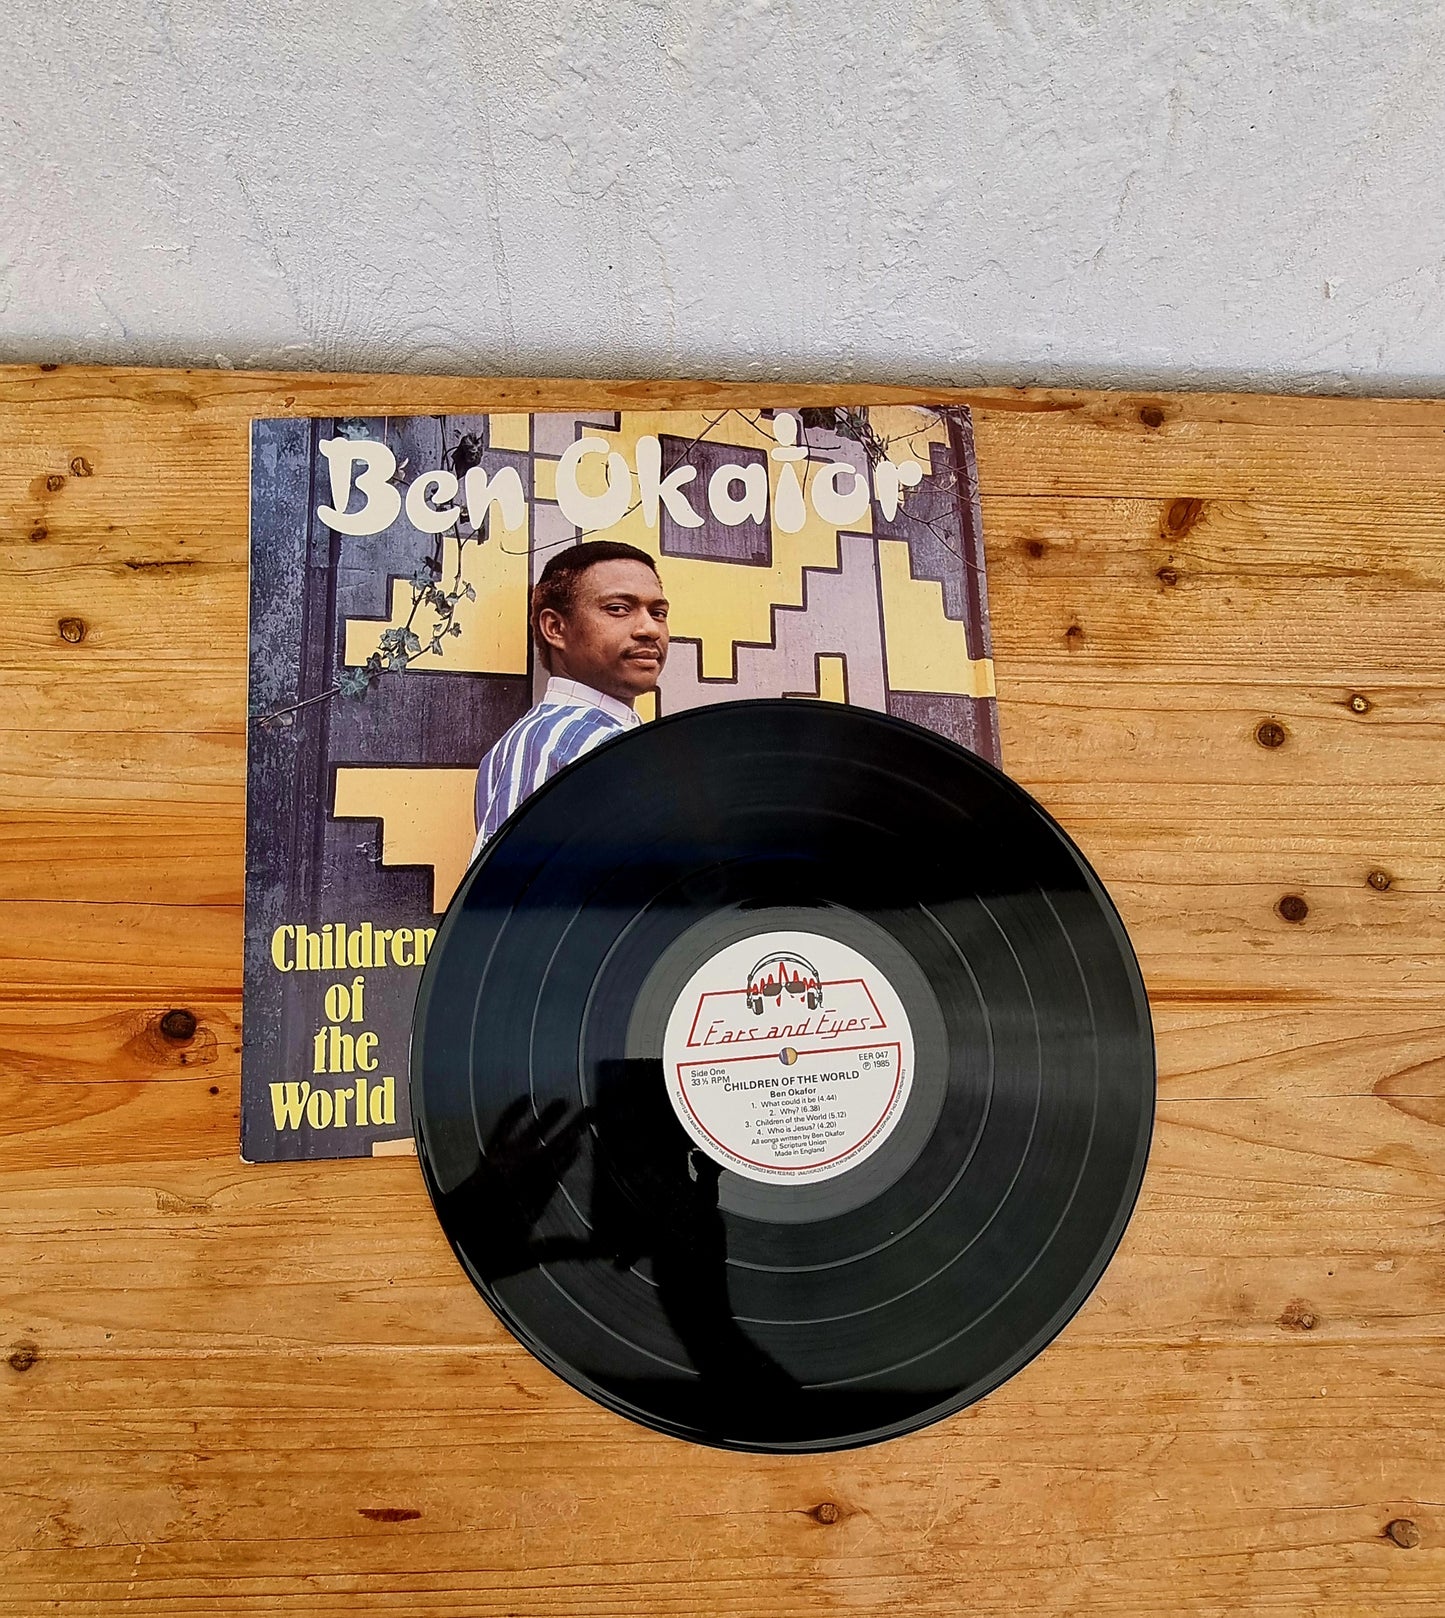 Ben Okafor
Children
of
the
World
Ears and Eyes
Side One
33 ⅓ RPM
EER 047
℗ 1985
CHILDREN OF THE WORLD
Ben Okafor
1. What could it be (4.44)
2. Why? (6.38)
3. Children of the World (5.12)
4. Who is Jesus? (4.20)
All songs written by Ben Okafor
© Scripture Union
Made in England